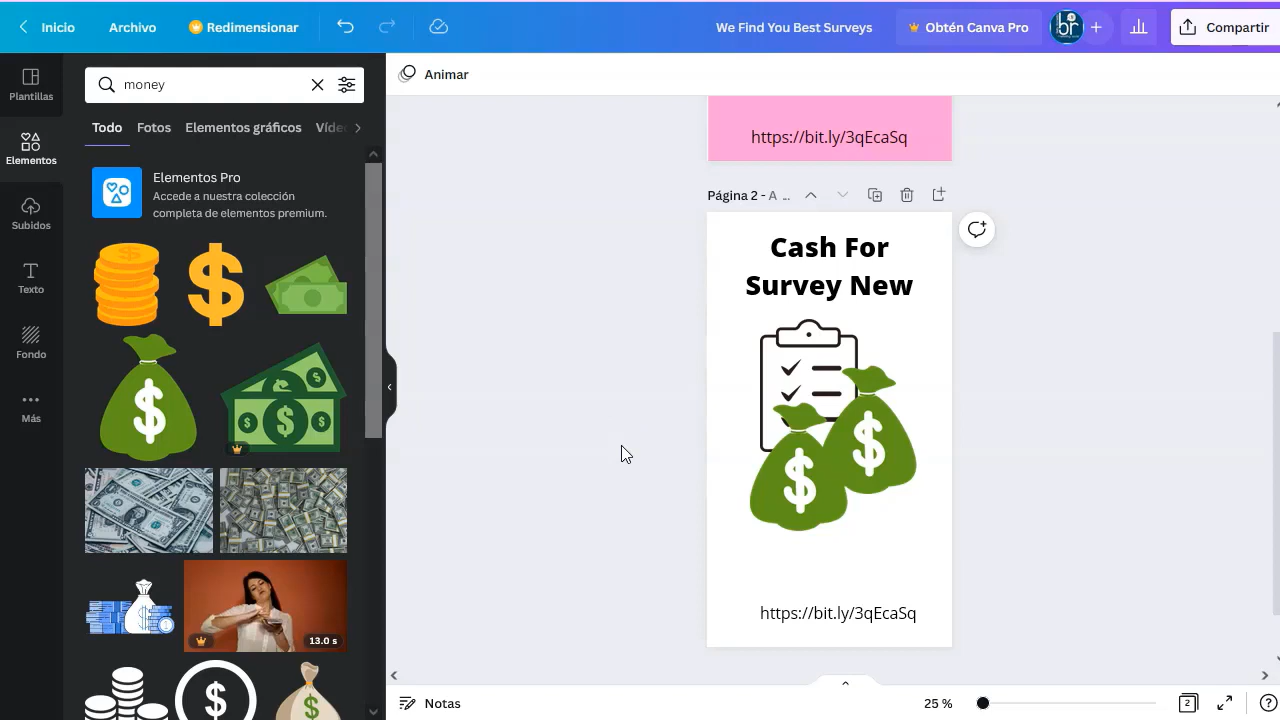 Inicio
Archivo
Redimensionar
We Find You Best Surveys
Obtén Canva Pro
Compartir
Plantillas
Elementos
Subidos
Texto
Fondo
Más
money
Todo
Fotos
Elementos gráficos
Víde
Elementos Pro
Accede a nuestra colección
completa de elementos premium.
13.0 s
Animar
https://bit.ly/3qEcaSq
Página 2 - A ...
Cash For
Survey New
https://bit.ly/3qEcaSq
Notas
25 %
2